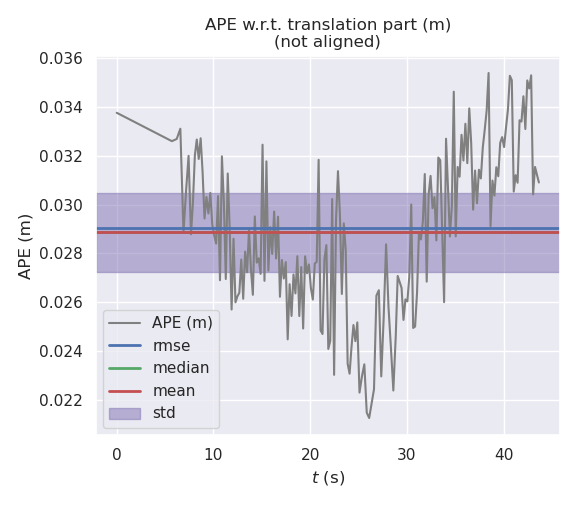 APE w.r.t. translation part (m)
(not aligned)
0.036
0.034
0.032
0.030
0.028
0.026
0.024
0.022
APE (m)
APE (m)
rmse
median
mean
std
0
10
20
30
40
t (s)